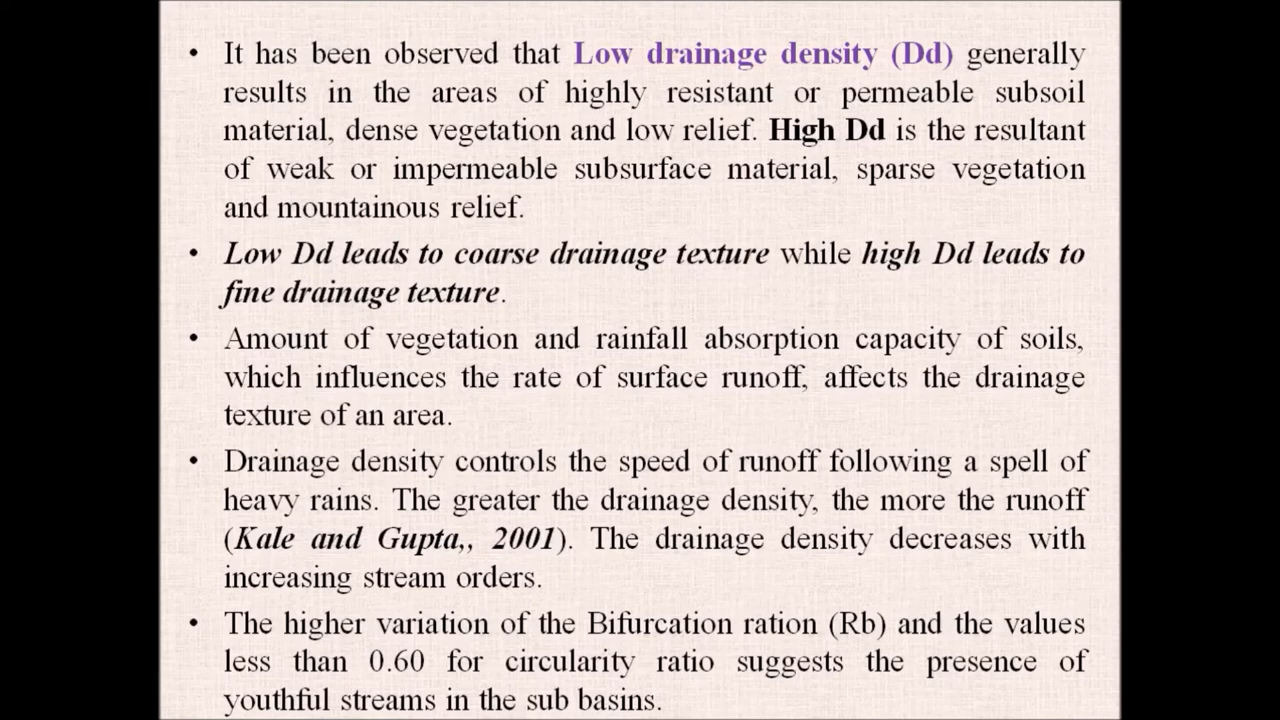 • It has been observed that Low drainage density (Dd) generally
results in the areas of highly resistant or permeable subsoil
material, dense vegetation and low relief. High Dd is the resultant
of weak or impermeable subsurface material, sparse vegetation
and mountainous relief.
• Low Dd leads to coarse drainage texture while high Dd leads to
fine drainage texture.
• Amount of vegetation and rainfall absorption capacity of soils,
which influences the rate of surface runoff, affects the drainage
texture of an area.
• Drainage density controls the speed of runoff following a spell of
heavy rains. The greater the drainage density, the more the runoff
(Kale and Gupta,, 2001). The drainage density decreases with
increasing stream orders.
• The higher variation of the Bifurcation ration (Rb) and the values
less than 0.60 for circularity ratio suggests the presence of
youthful streams in the sub basins.